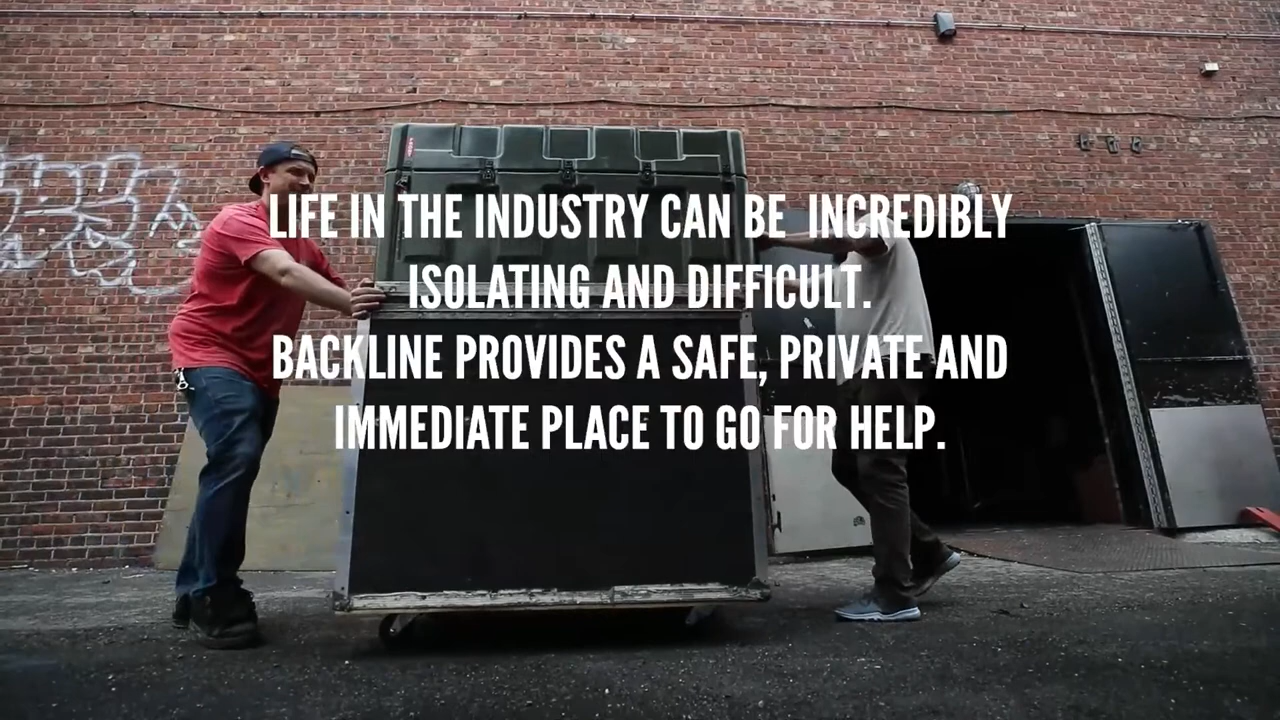 LIFE IN THE INDUSTRY CAN BE INCREDIBLY
ISOLATING AND DIFFICULT.
BACKLINE PROVIDES A SAFE, PRIVATE AND
IMMEDIATE PLACE TO GO FOR HELP.